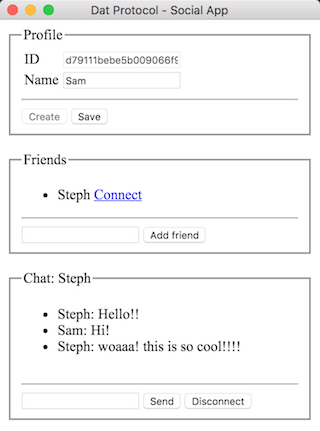 Dat Protocol - Social App
Profile
ID d79111bebe5b009066f9
Name Sam
Create Save
Friends
Steph Connect
Add friend
Chat: Steph
Steph: Hello!!
Sam: Hi!
Steph: woaaa! this is so cool!!!!
Send Disconnect